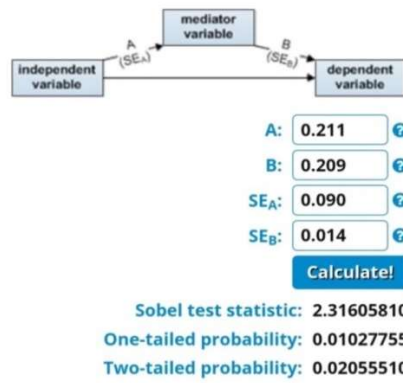 mediator
variable
A
(SEA)
B
(SEB)
independent
variable
dependent
variable
A: 0.211 ?
B: 0.209 ?
SEA: 0.090 ?
SEB: 0.014 ?
Calculate!
Sobel test statistic: 2.31605810
One-tailed probability: 0.01027755
Two-tailed probability: 0.02055510